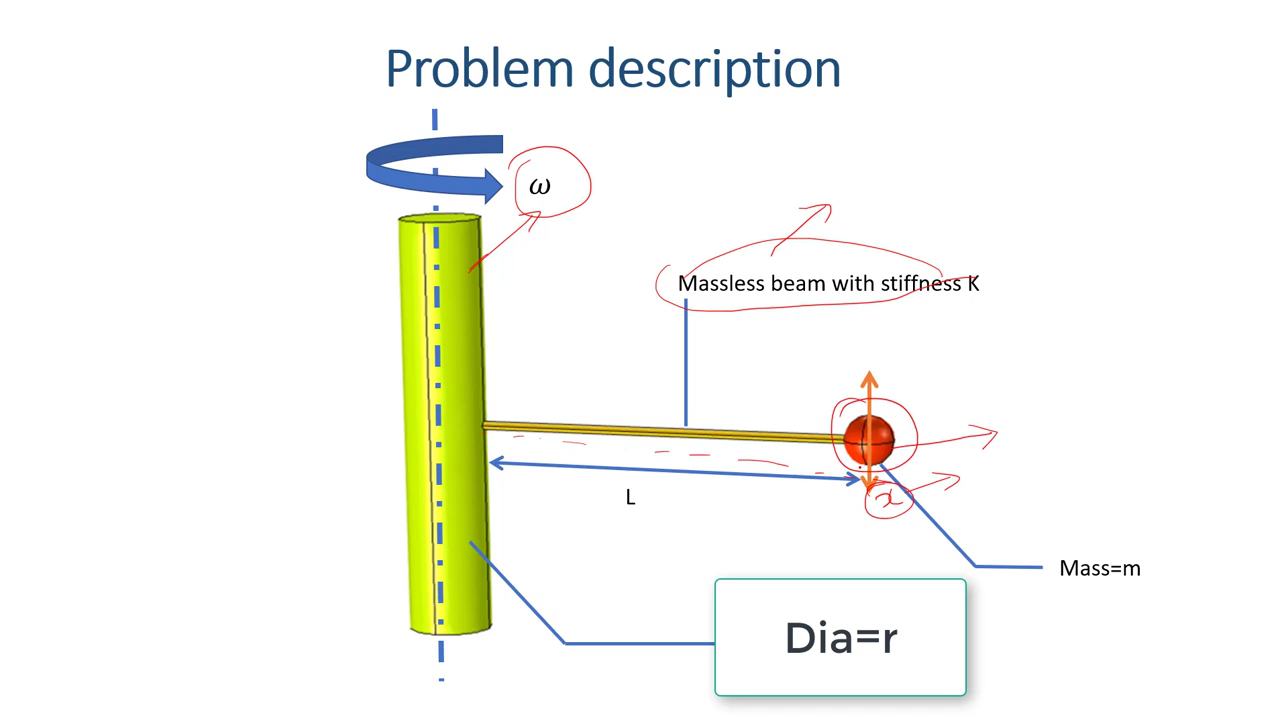 Problem description
ω
Massless beam with stiffness K
x
L
Mass=m
Dia=r